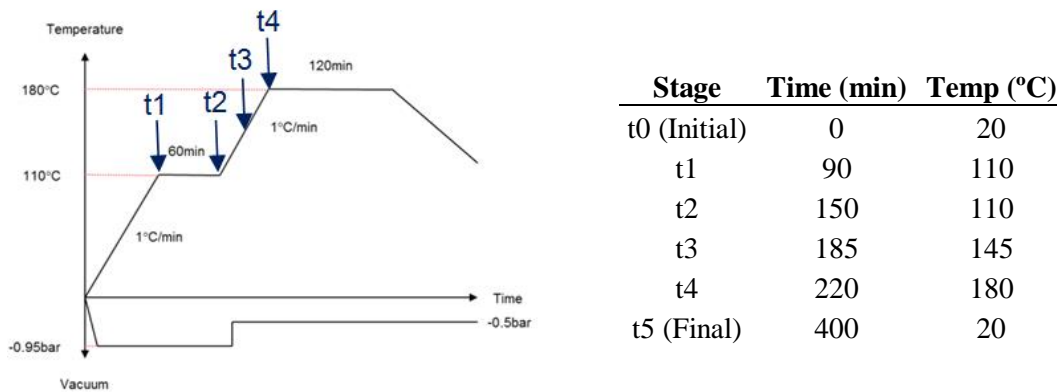 Temperature
t4
t3
120min
180°C
t1
t2
1°C/min
60min
110°C
1°C/min
Time
-0.5bar
-0.95bar
Vacuum
Stage Time (min) Temp (ºC)
t0 (Initial) 0 20
t1 90 110
t2 150 110
t3 185 145
t4 220 180
t5 (Final) 400 20